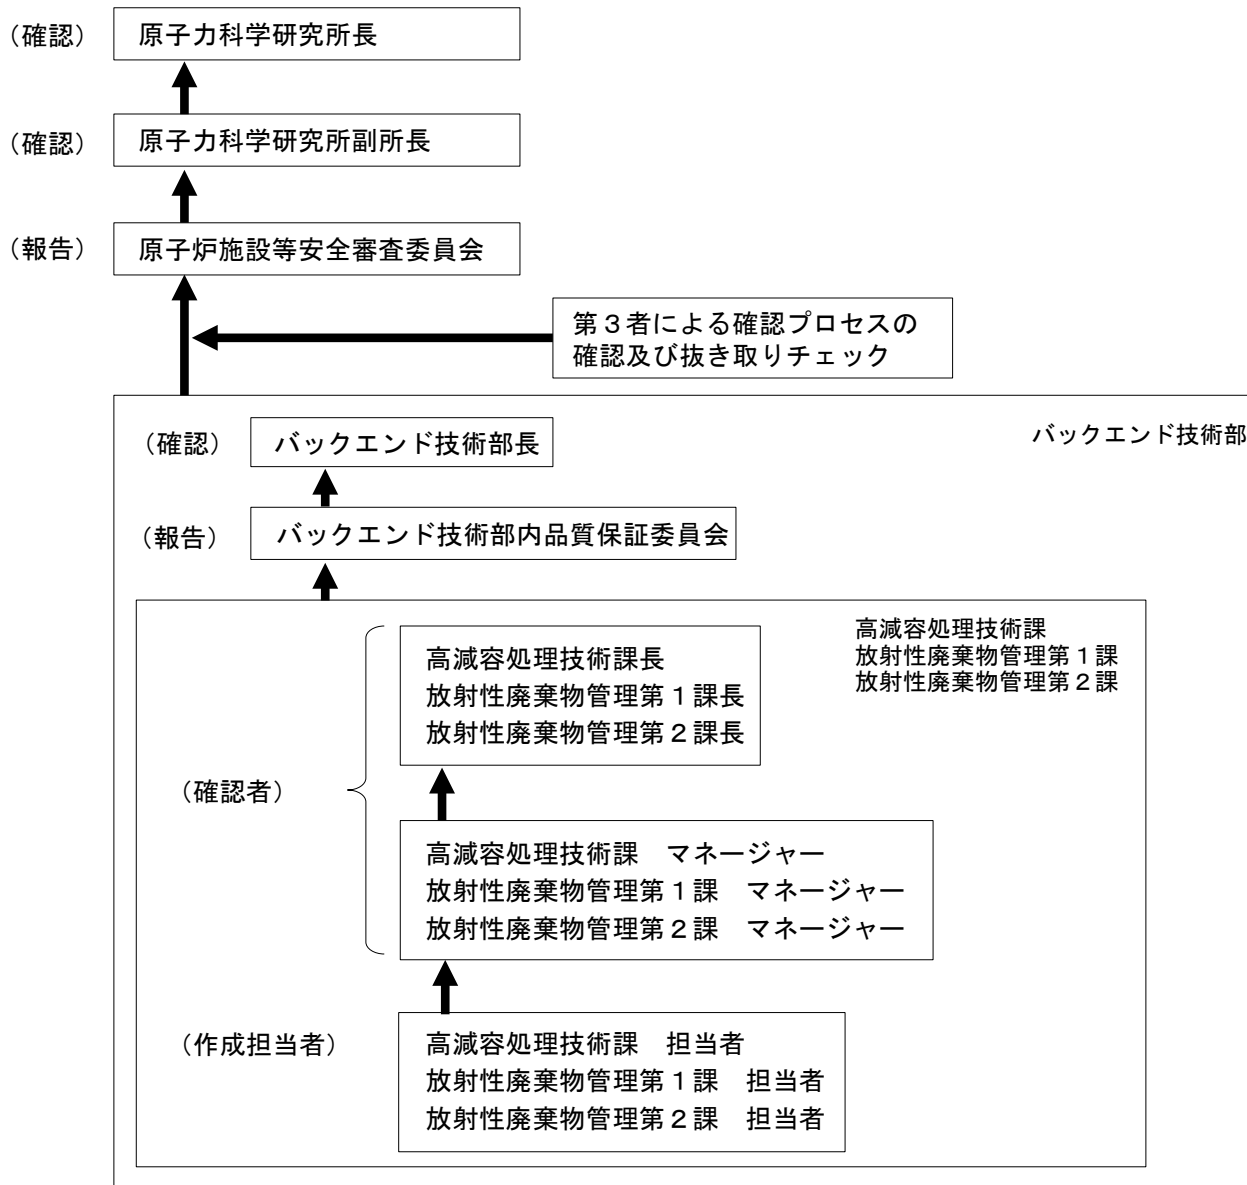 （確認） 原子力科学研究所長
（確認） 原子力科学研究所副所長
（報告） 原子炉施設等安全審査委員会
第３者による確認プロセスの
確認及び抜き取りチェック
（確認） バックエンド技術部長
バックエンド技術部
（報告） バックエンド技術部内品質保証委員会
高減容処理技術課
放射性廃棄物管理第１課
放射性廃棄物管理第２課
高減容処理技術課長
放射性廃棄物管理第１課長
放射性廃棄物管理第２課長
（確認者）
高減容処理技術課　マネージャー
放射性廃棄物管理第１課　マネージャー
放射性廃棄物管理第２課　マネージャー
（作成担当者）
高減容処理技術課　担当者
放射性廃棄物管理第１課　担当者
放射性廃棄物管理第２課　担当者